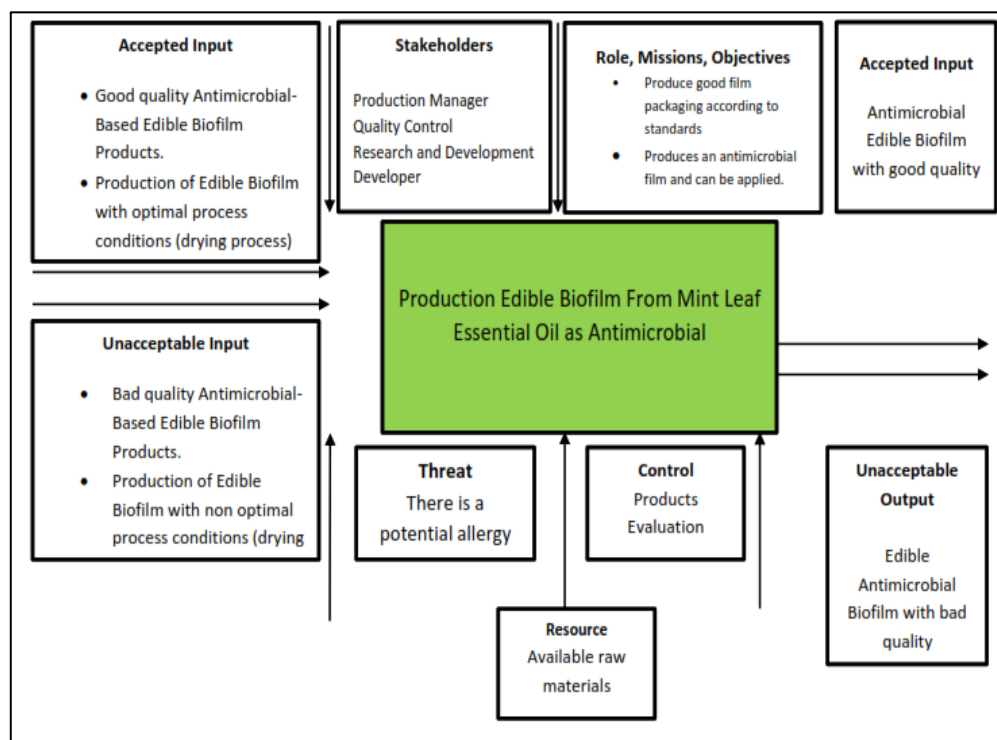 Accepted Input
• Good quality Antimicrobial-
Based Edible Biofilm
Products.
• Production of Edible Biofilm
with optimal process
conditions (drying process)
Stakeholders
Production Manager
Quality Control
Research and Development
Developer
Role, Missions, Objectives
• Produce good film
packaging according to
standards
• Produces an antimicrobial
film and can be applied.
Accepted Input
Antimicrobial
Edible Biofilm
with good quality
Production Edible Biofilm From Mint Leaf
Essential Oil as Antimicrobial
Unacceptable Input
• Bad quality Antimicrobial-
Based Edible Biofilm
Products.
• Production of Edible
Biofilm with non optimal
process conditions (drying
Threat
There is a
potential allergy
Control
Products
Evaluation
Unacceptable
Output
Edible
Antimicrobial
Biofilm with bad
quality
Resource
Available raw
materials